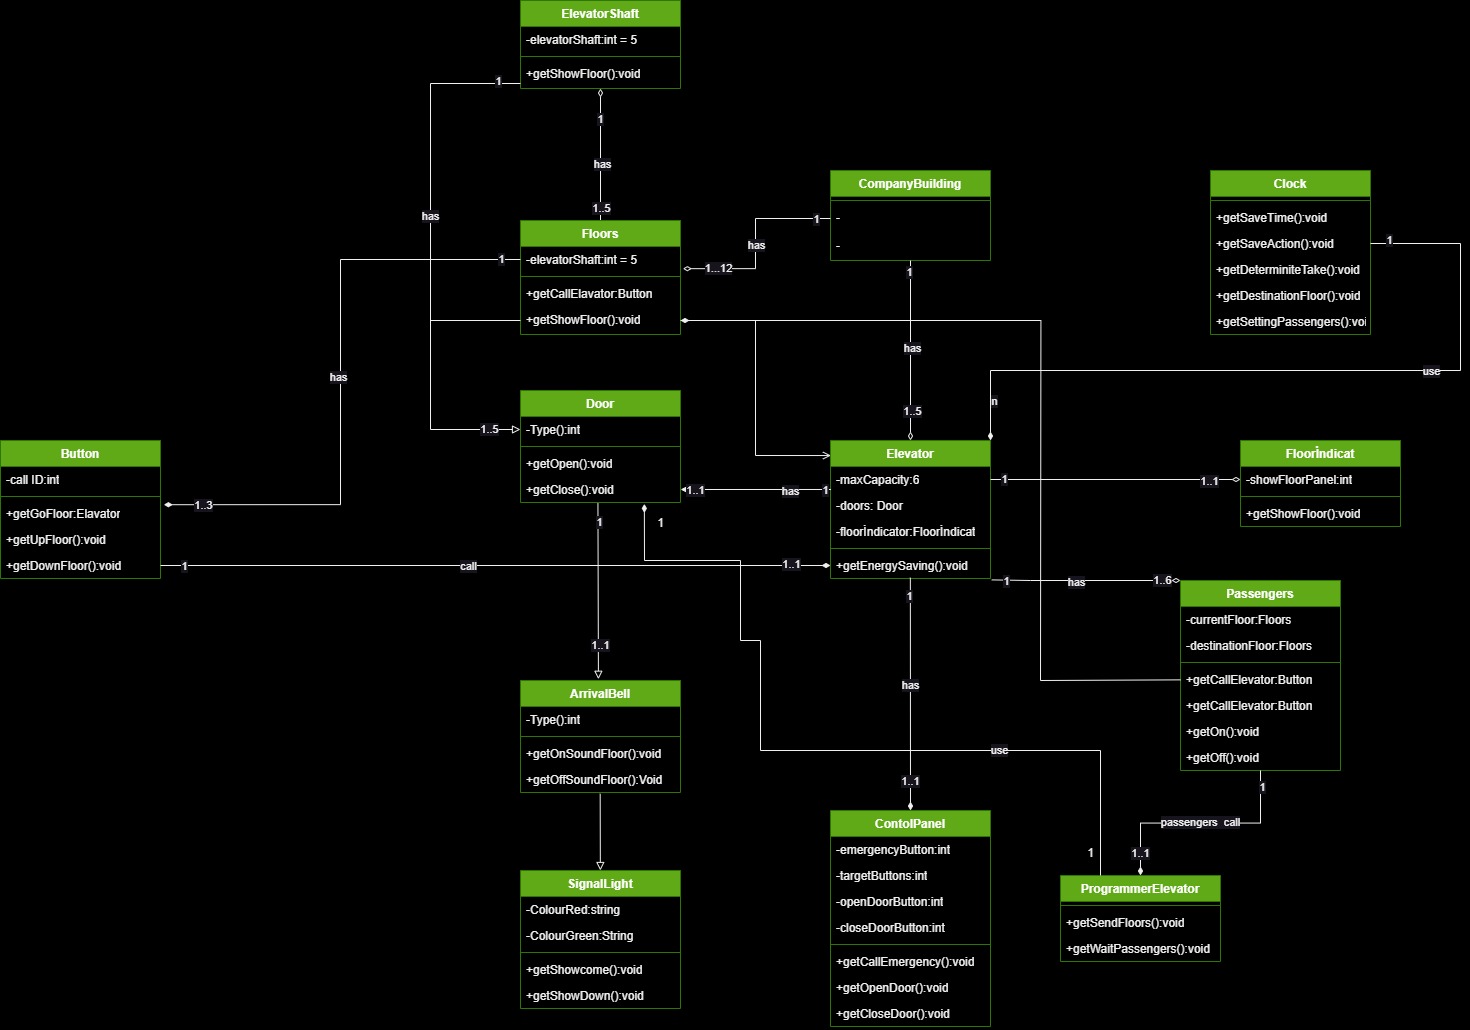 ElevatorShaft
-elevatorShaft:int = 5
+getShowFloor():void
1
1
has
has
1..5
CompanyBuilding
-
-
Clock
+getSaveTime():void
+getSaveAction():void
+getDeterminiteTake():void
+getDestinationFloor():void
+getSettingPassengers():voi
1
use
n
Floors
-elevatorShaft:int = 5
+getCallElavator:Button
+getShowFloor():void
1
has
1...12
1
has
1
has
1..5
Door
-Type():int
+getOpen():void
+getClose():void
1..5
Button
-call ID:int
+getGoFloor:Elavator
+getUpFloor():void
+getDownFloor():void
1..3
1
call
1..1
Elevator
-maxCapacity:6
-doors: Door
-floorİndicator:Floorİndicat
+getEnergySaving():void
1..1
has
1
1
1..1
Floorİndicat
-showFloorPanel:int
+getShowFloor():void
1
has
1..6
Passengers
-currentFloor:Floors
-destinationFloor:Floors
+getCallElevator:Button
+getCallElevator:Button
+getOn():void
+getOff():void
1
1
1..1
ArrivalBell
-Type():int
+getOnSoundFloor():void
+getOffSoundFloor():Void
SignalLight
-ColourRed:string
-ColourGreen:String
+getShowcome():void
+getShowDown():void
1
has
1..1
ContolPanel
-emergencyButton:int
-targetButtons:int
-openDoorButton:int
-closeDoorButton:int
+getCallEmergency():void
+getOpenDoor():void
+getCloseDoor():void
use
1
1
passengers call
1..1
ProgrammerElevator
+getSendFloors():void
+getWaitPassengers():void